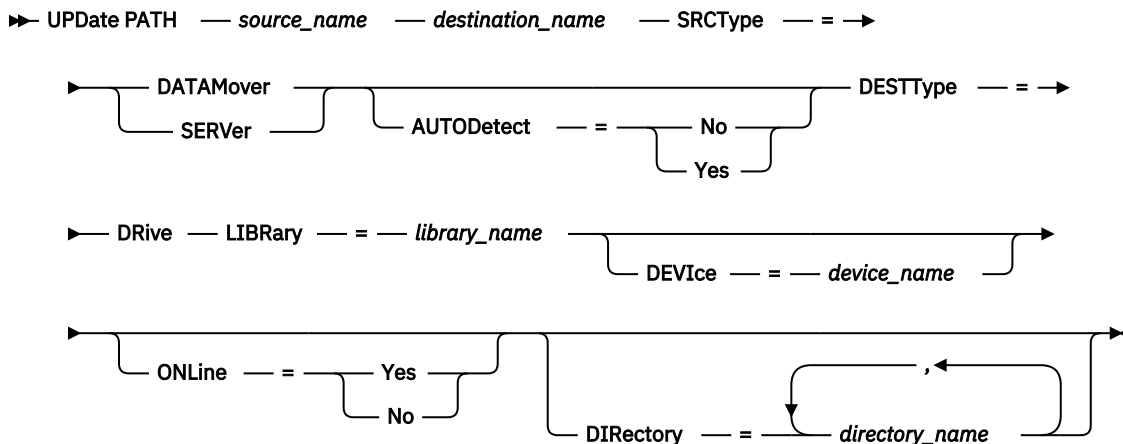 UPDate PATH source_name destination_name SRCType =
DATAMover
SERVer
AUTODetect = No
Yes
DESTType =
DRive LIBRary = library_name
DEVIce = device_name
ONLine = Yes
No
DIRectory = directory_name
,